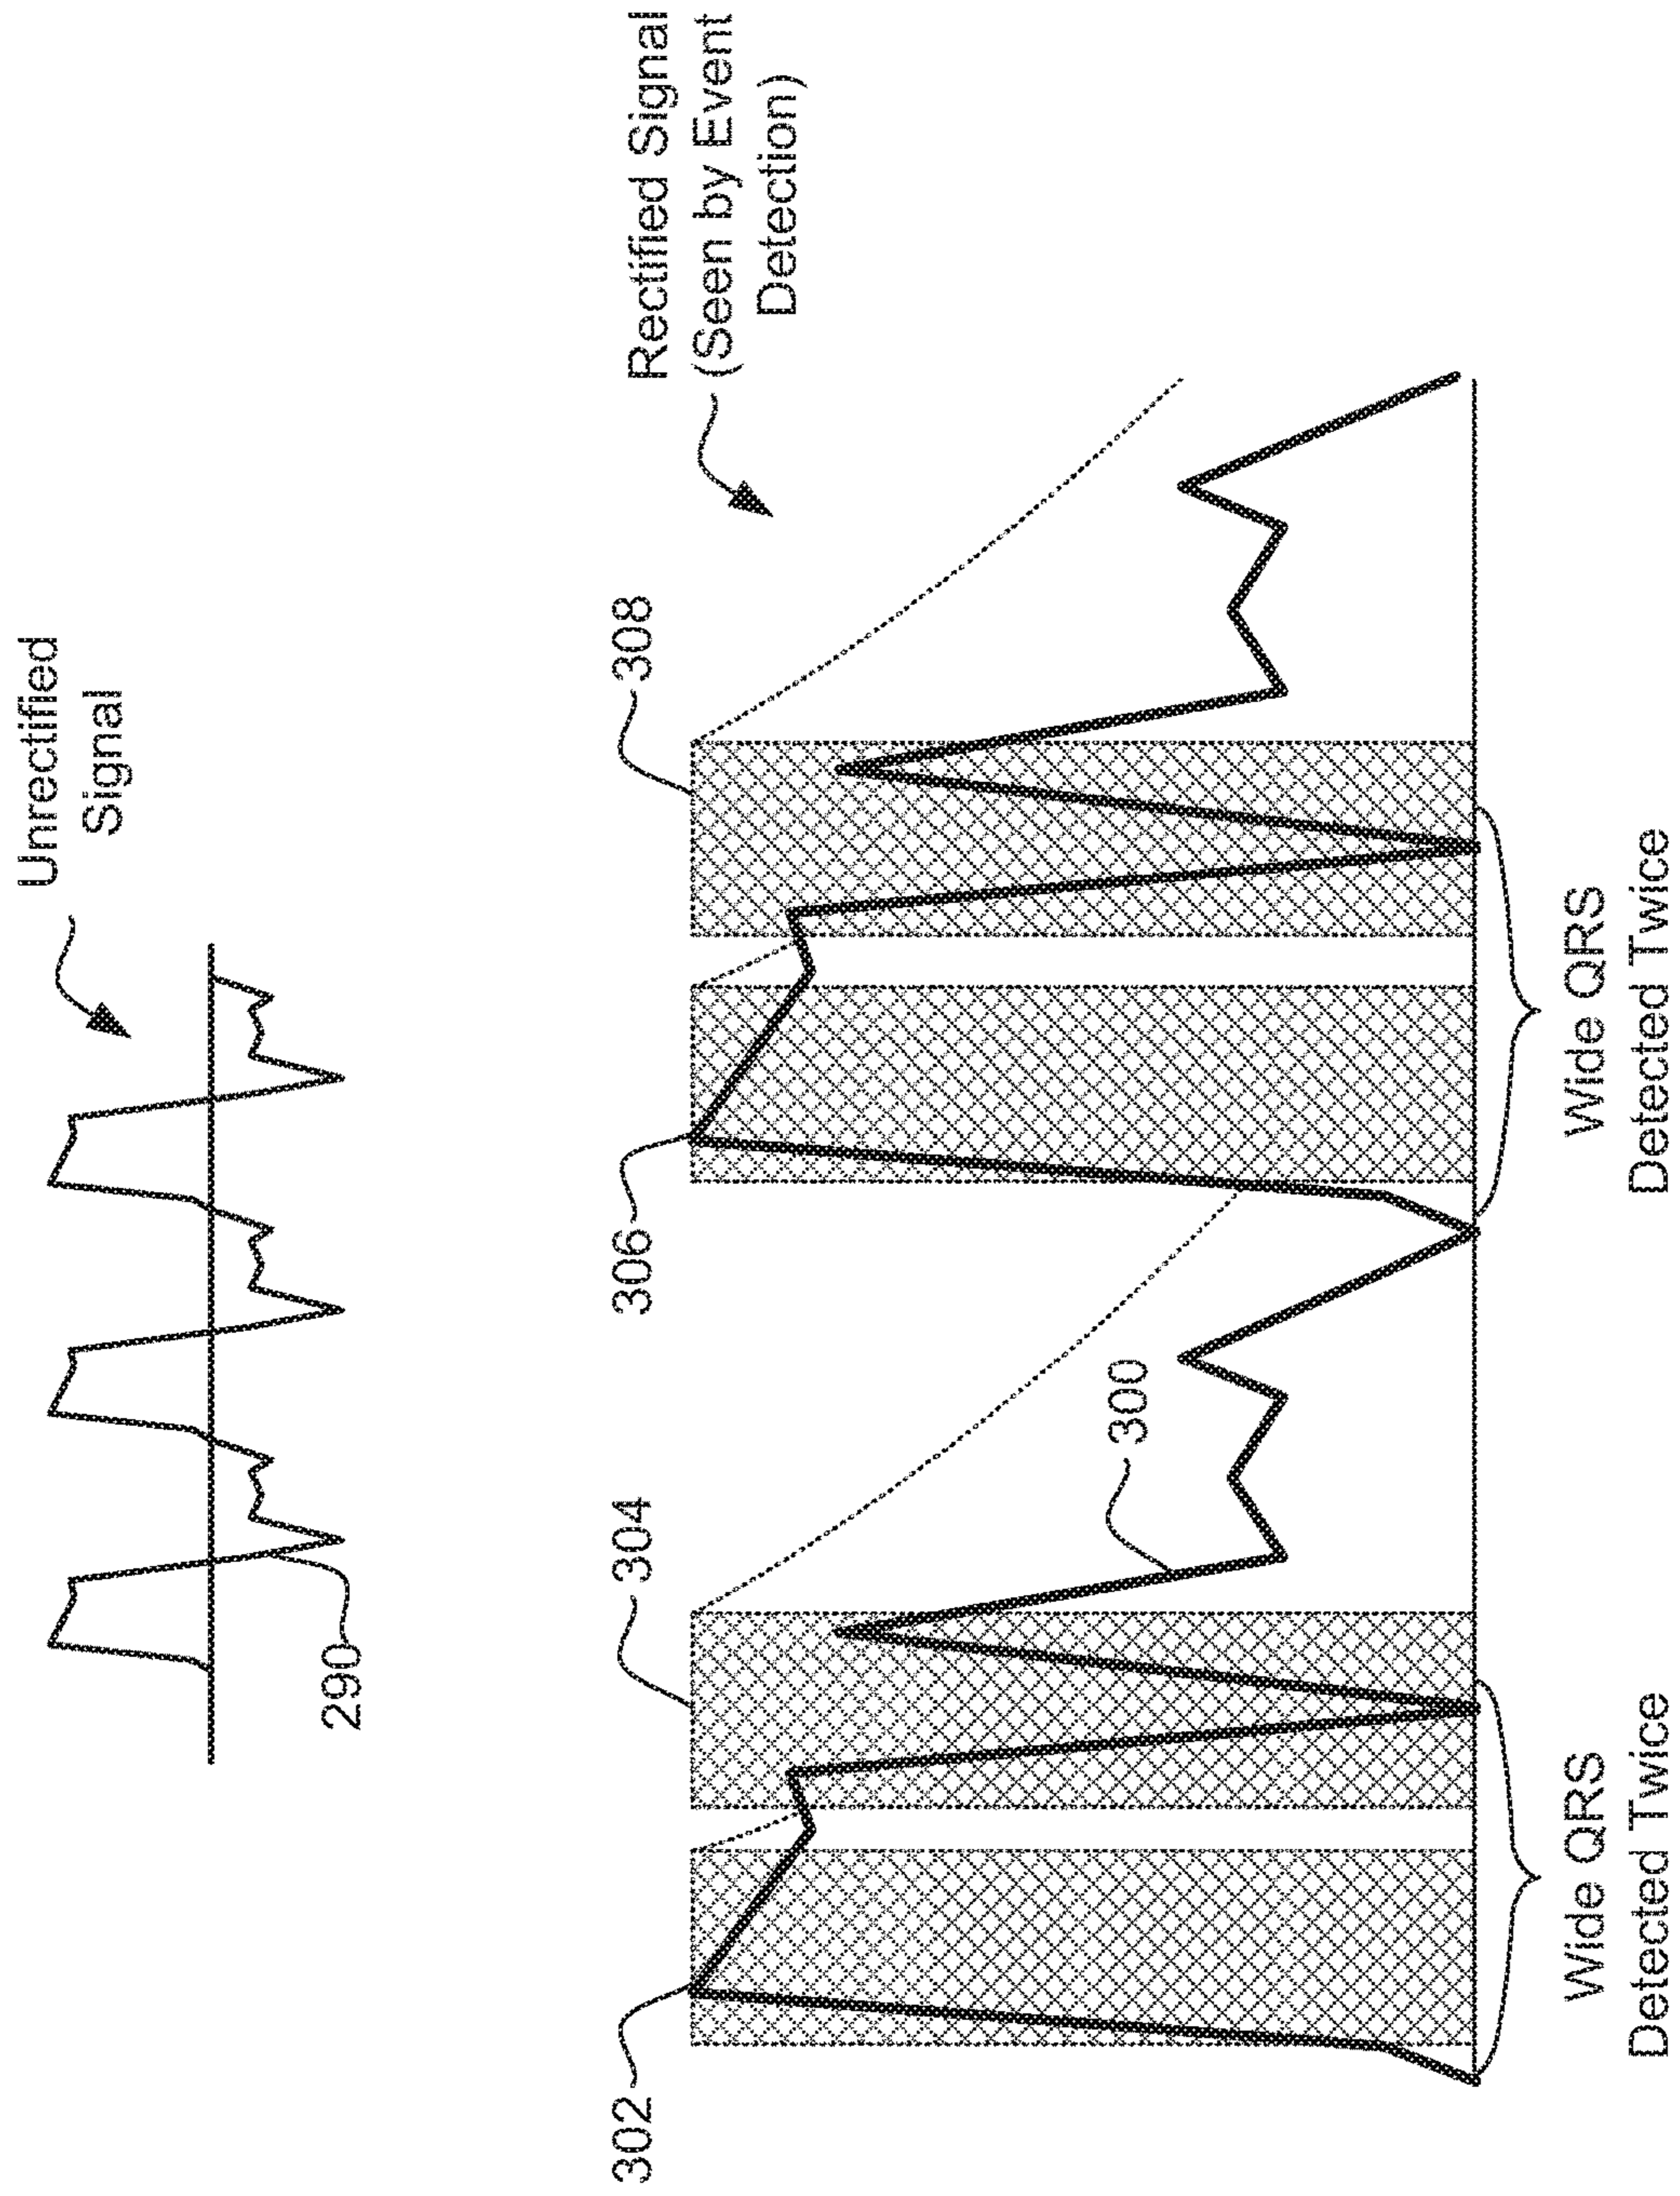 Unrectified
Signal
290
Rectified Signal
(Seen by Event
Detection)
302
304
306
308
300
Wide QRS
Detected Twice
Wide QRS
Detected Twice